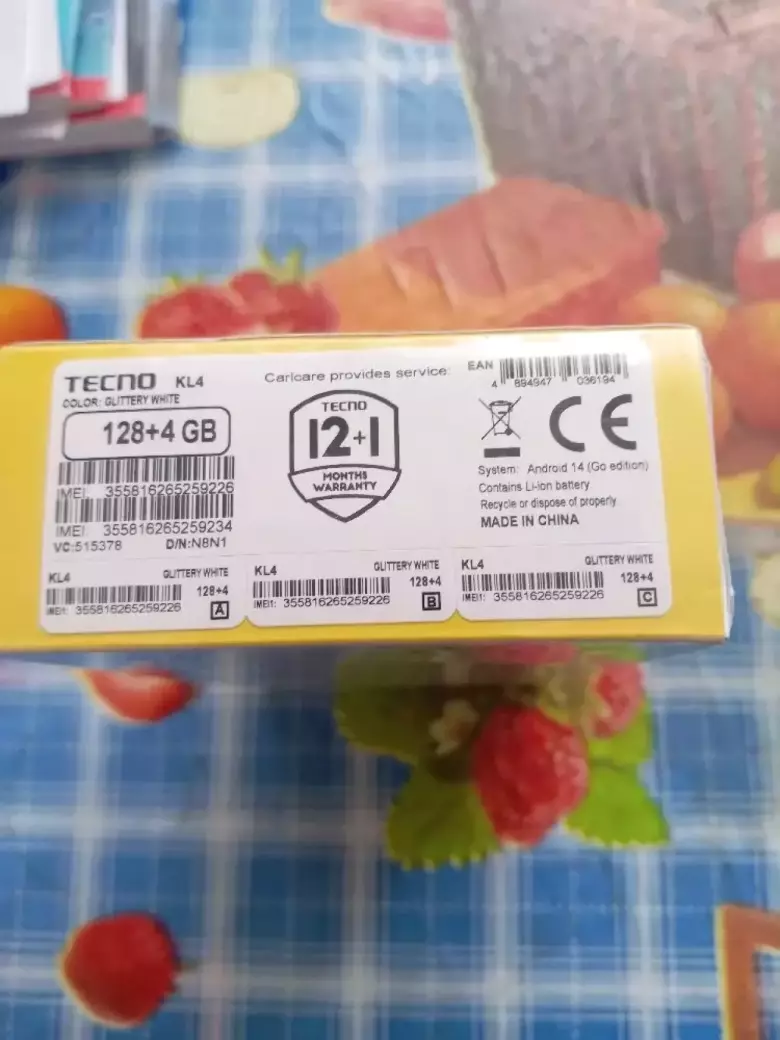 TECNO KL4
COLOR: GLITTERY WHITE
128+4 GB
IMEI: 355816265259226
IMEI: 355816265259234
VC:515378 D/N:N8N1
Carlcare provides service:
TECNO
12+1
MONTHS
WARRANTY
EAN
4 894947 036194
CE
System: Android 14 (Go edition)
Contains Li-ion battery
Recycle or dispose of properly
MADE IN CHINA
KL4 GLITTERY WHITE
128+4
IMEI1: 355816265259226 A
KL4 GLITTERY WHITE
128+4
IMEI1: 355816265259226 B
KL4 GLITTERY WHITE
128+4
IMEI1: 355816265259226 C